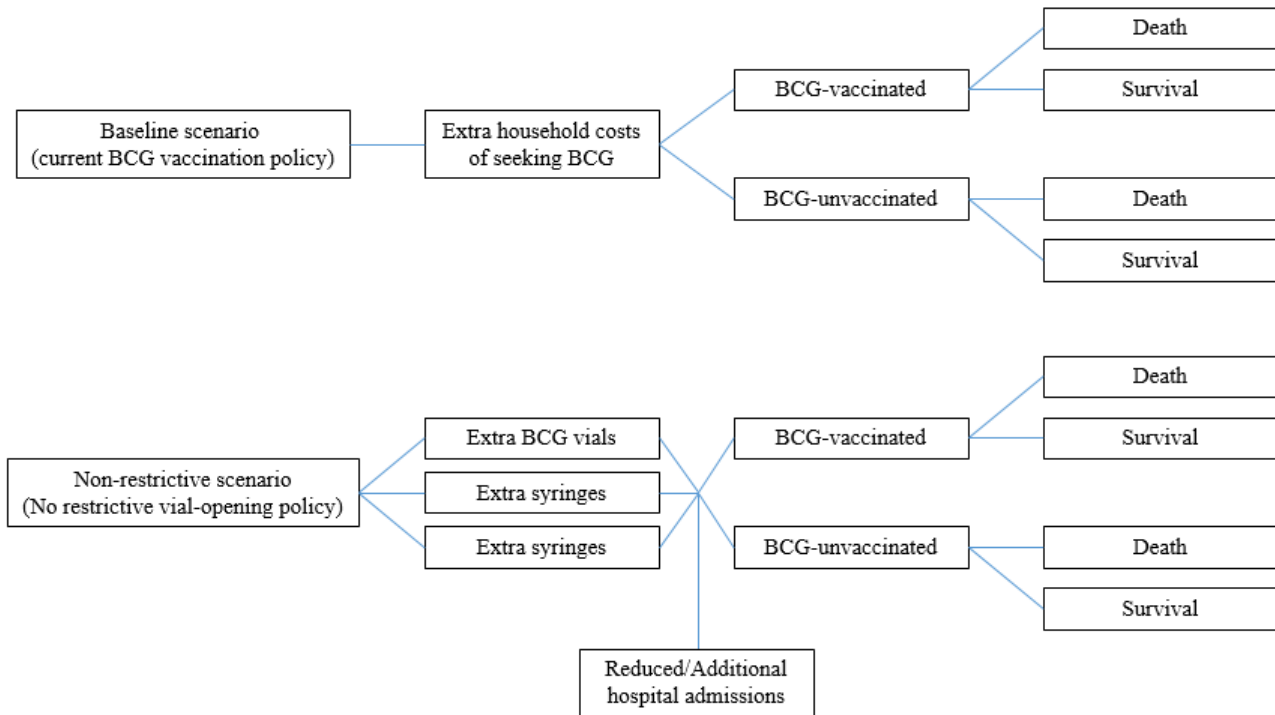 Death
BCG-vaccinated
Survival
Baseline scenario
(current BCG vaccination policy)
Extra household costs
of seeking BCG
BCG-unvaccinated
Death
Survival
Death
Extra BCG vials
BCG-vaccinated
Survival
Non-restrictive scenario
(No restrictive vial-opening policy)
Extra syringes
Extra syringes
BCG-unvaccinated
Death
Survival
Reduced/Additional
hospital admissions